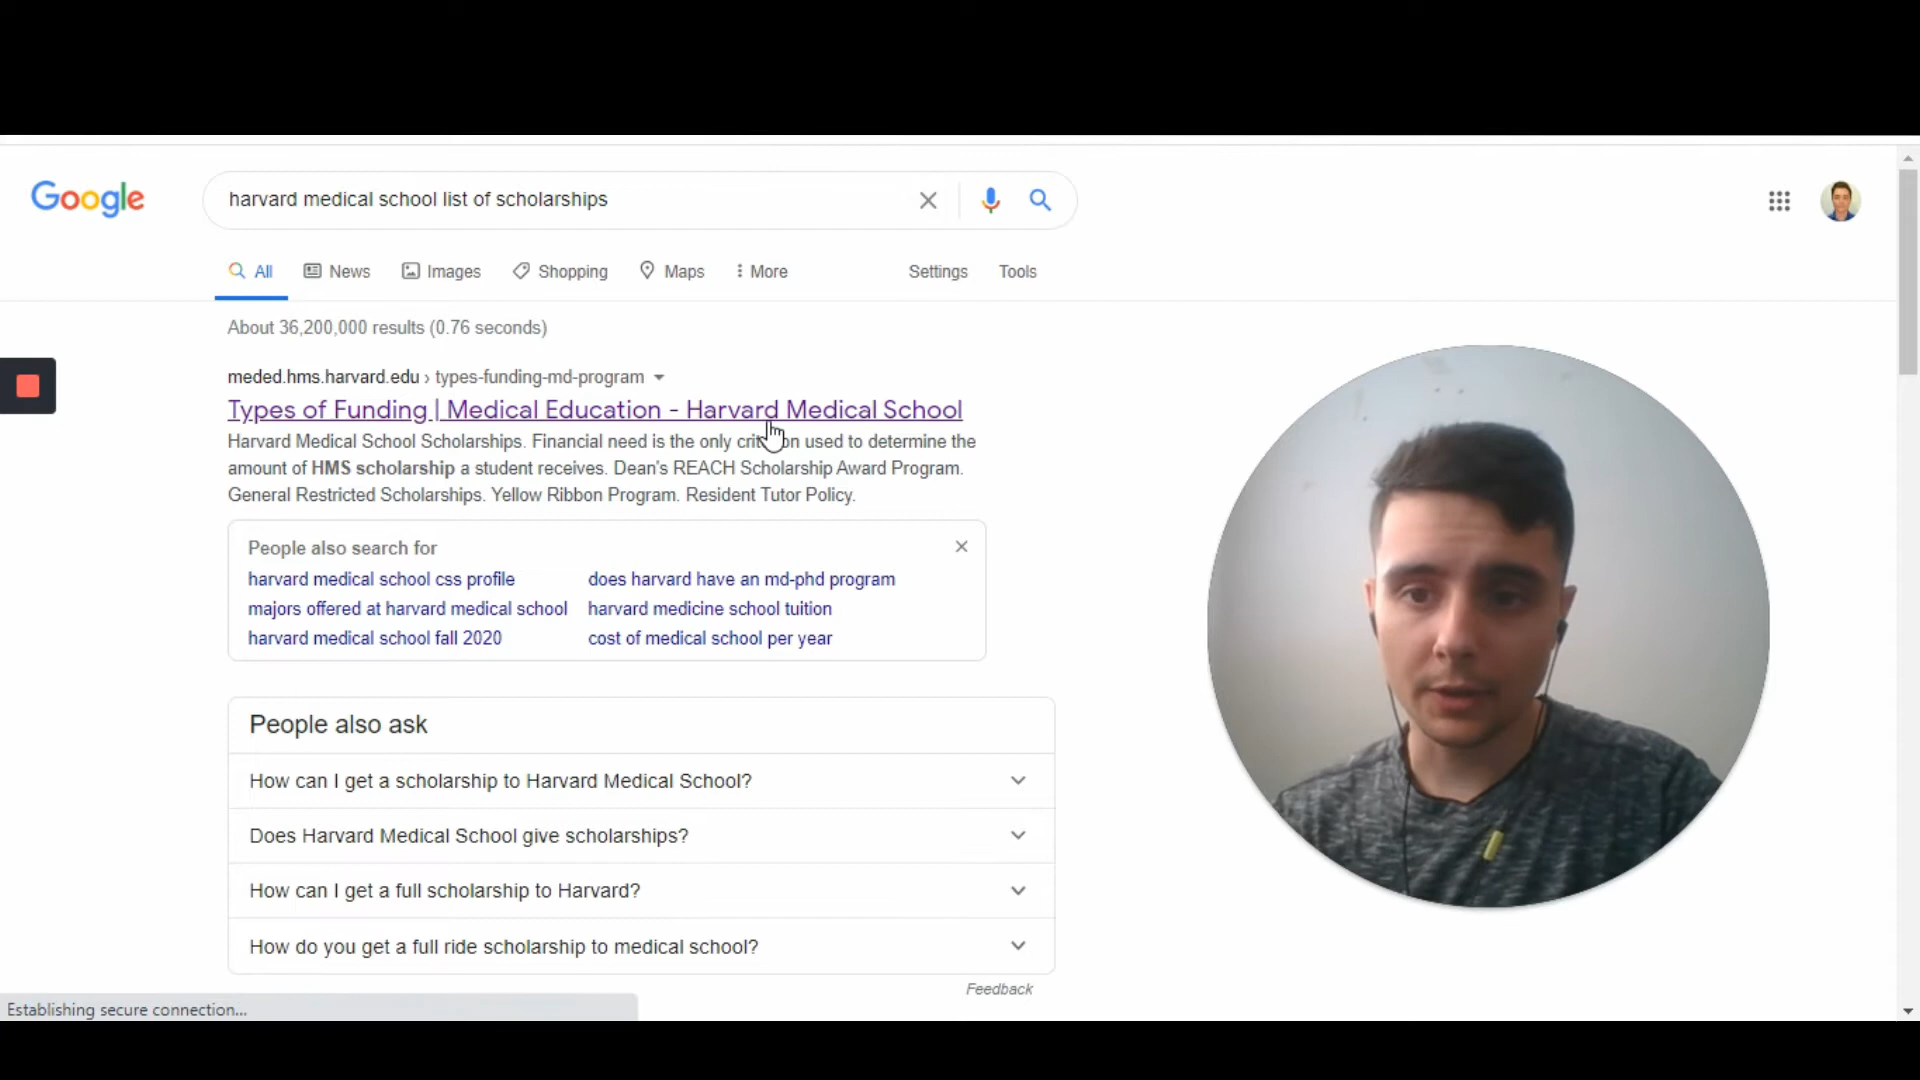 Google
harvard medical school list of scholarships
All
News
Images
Shopping
Maps
More
Settings
Tools
About 36,200,000 results (0.76 seconds)
meded.hms.harvard.edu › types-funding-md-program
Types of Funding | Medical Education - Harvard Medical School
Harvard Medical School Scholarships. Financial need is the only used to determine the
amount of HMS scholarship a student receives. Dean's REACH Scholarship Award Program.
General Restricted Scholarships. Yellow Ribbon Program. Resident Tutor Policy.
People also search for
harvard medical school css profile
does harvard have an md-phd program
majors offered at harvard medical school
harvard medicine school tuition
harvard medical school fall 2020
cost of medical school per year
People also ask
How can I get a scholarship to Harvard Medical School?
Does Harvard Medical School give scholarships?
How can I get a full scholarship to Harvard?
How do you get a full ride scholarship to medical school?
Feedback
Establishing secure connection...